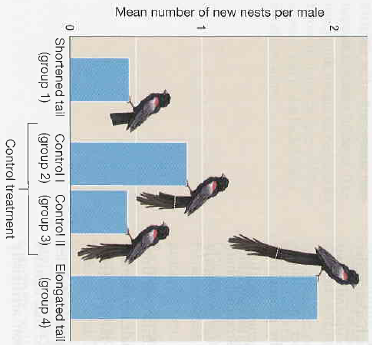 Mean number of new nests per male
0
1
2
Shortened tail
(group 1)
Control I
(group 2)
Control II
(group 3)
Elongated tail
(group 4)
Control treatment